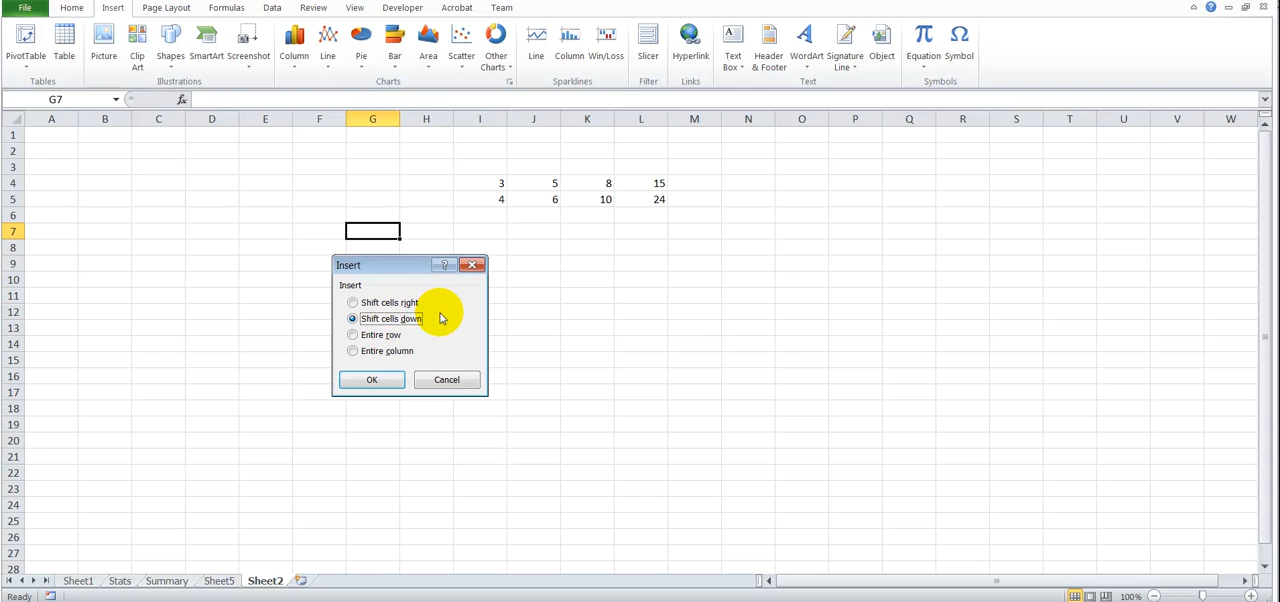 File Home Insert Page Layout Formulas Data Review View Developer Acrobat Team
PivotTable Table Picture Clip Art Shapes SmartArt Screenshot Column Line Pie Bar Area Scatter Other Charts Line Column Win/Loss Slicer Hyperlink Text Box Header & Footer WordArt Signature Line Object Equation Symbol
Tables Illustrations Charts Sparklines Filter Links Text Symbols
G7 fx
A B C D E F G H I J K L M N O P Q R S T U V W
1
2
3
4 3 5 8 15
5 4 6 10 24
6
7
8
9 Insert ?
10 Insert
11 Shift cells right
12 Shift cells down
13 Entire row
14
15 Entire column
16 OK Cancel
17
18
19
20
21
22
23
24
25
26
27
28
Sheet1 Stats Summary Sheet5 Sheet2
Ready 100%